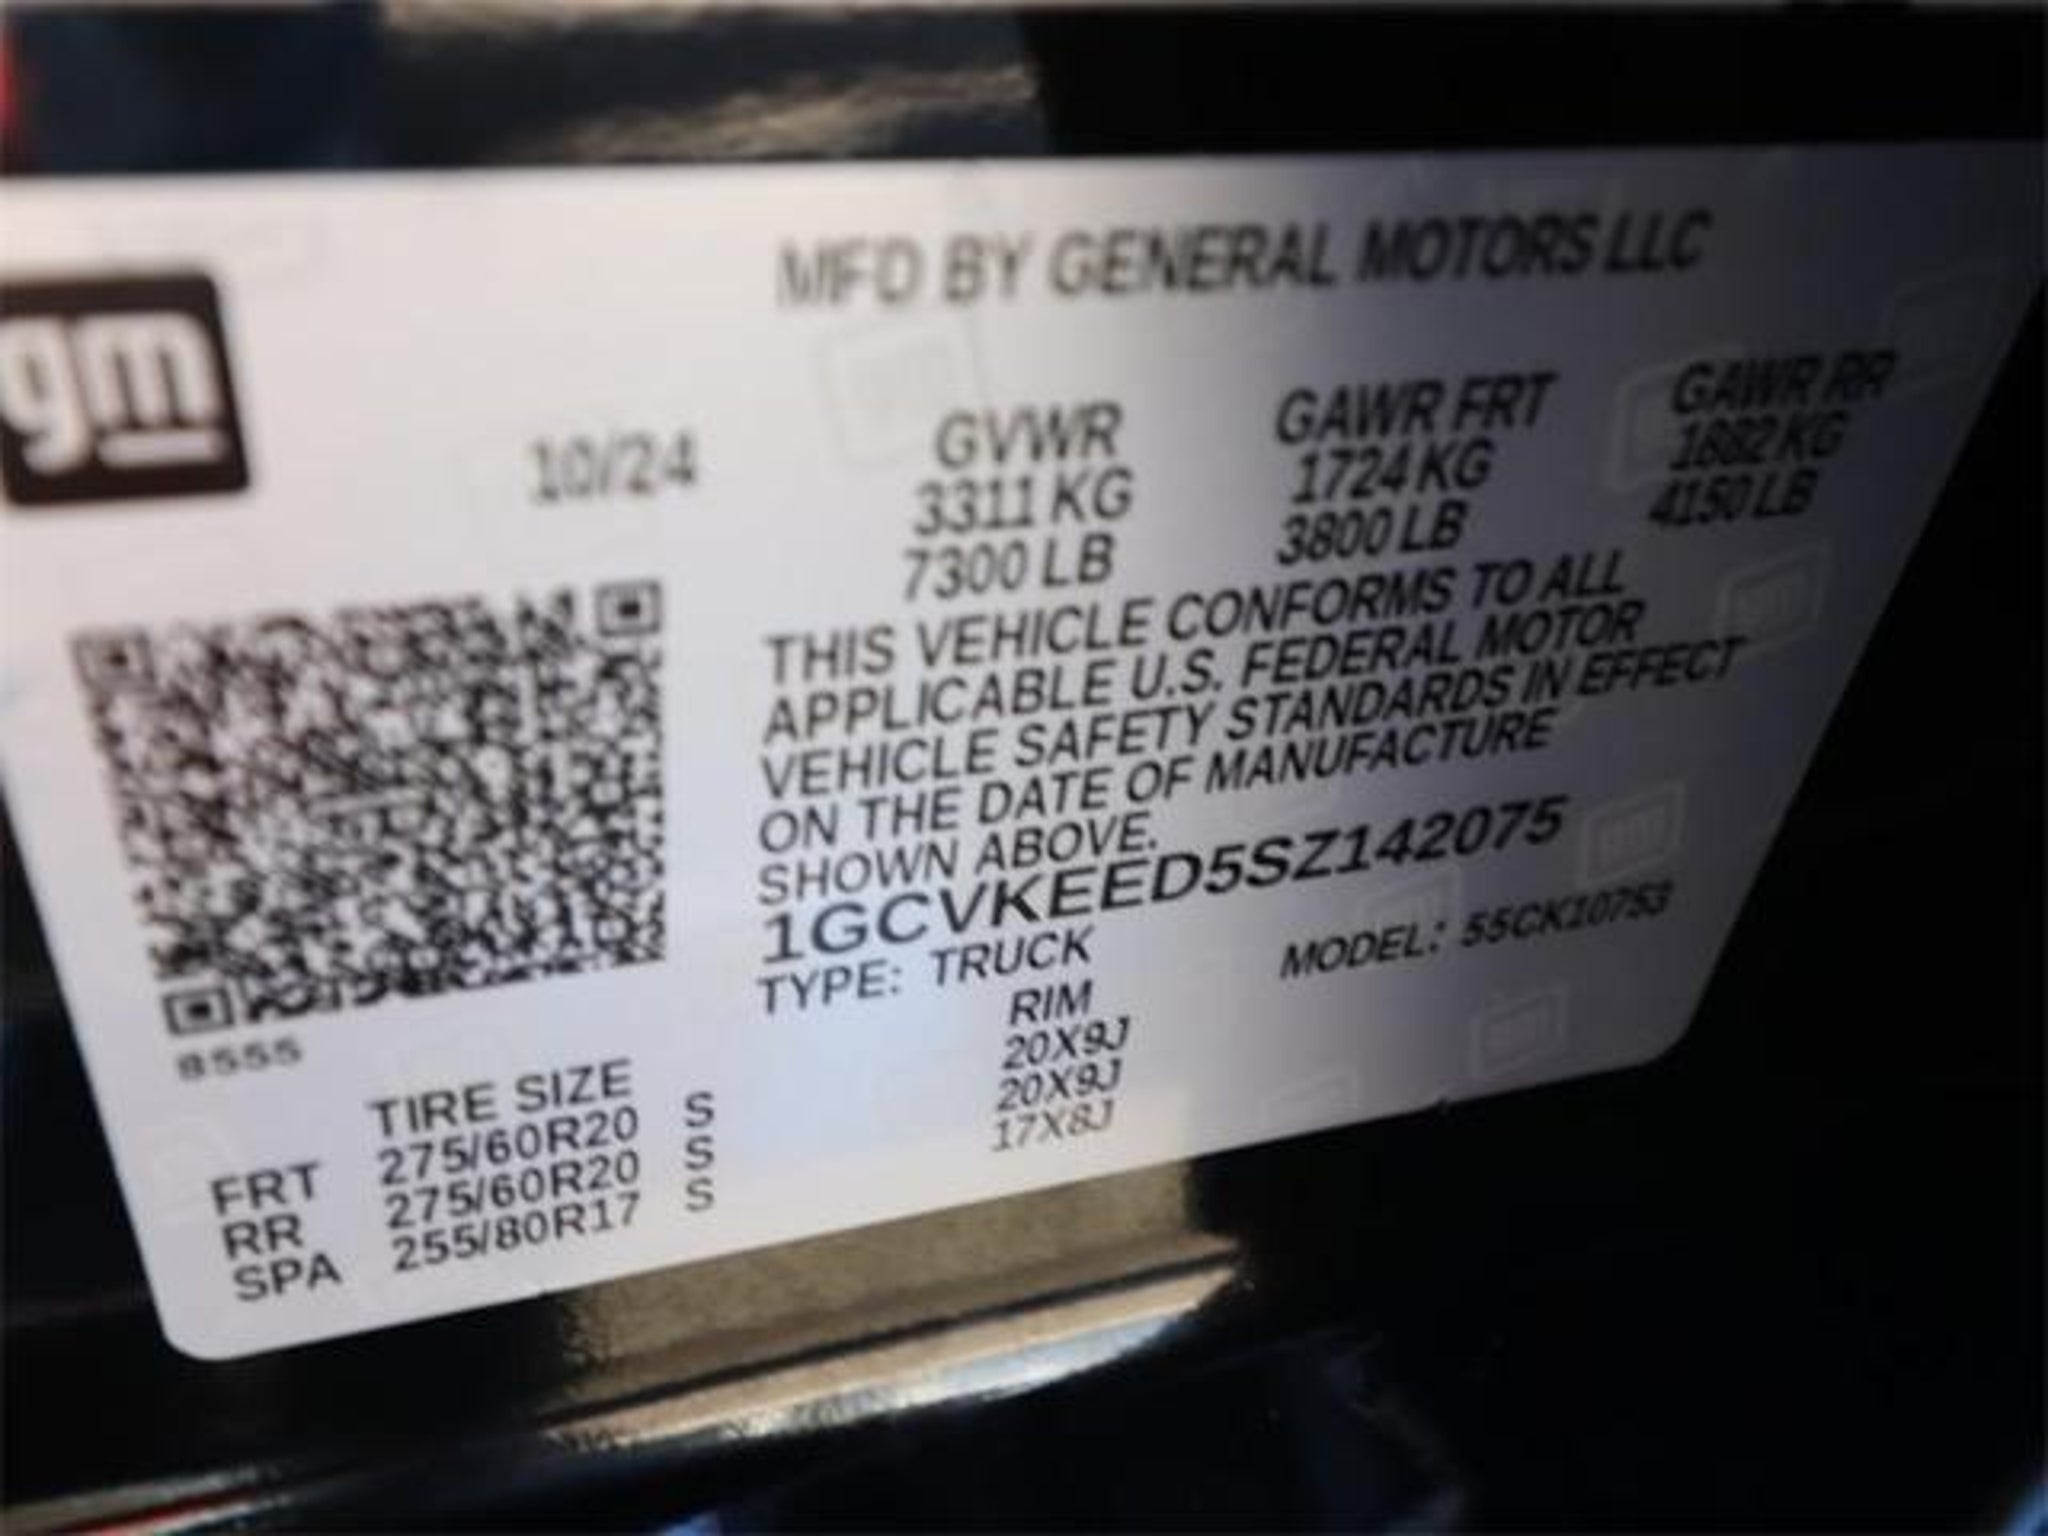 gm
MFD BY GENERAL MOTORS LLC
10/24
GVWR GAWR FRT GAWR RR
3311 KG 1724 KG 1882 KG
7300 LB 3800 LB 4150 LB
THIS VEHICLE CONFORMS TO ALL
APPLICABLE U.S. FEDERAL MOTOR
VEHICLE SAFETY STANDARDS IN EFFECT
ON THE DATE OF MANUFACTURE
SHOWN ABOVE.
1GCVKEED5SZ142075
TYPE: TRUCK MODEL: 55CK10753
8555
TIRE SIZE RIM
FRT 275/60R20 S 20X9J
RR 275/60R20 S 20X9J
SPA 255/80R17 S 17X8J